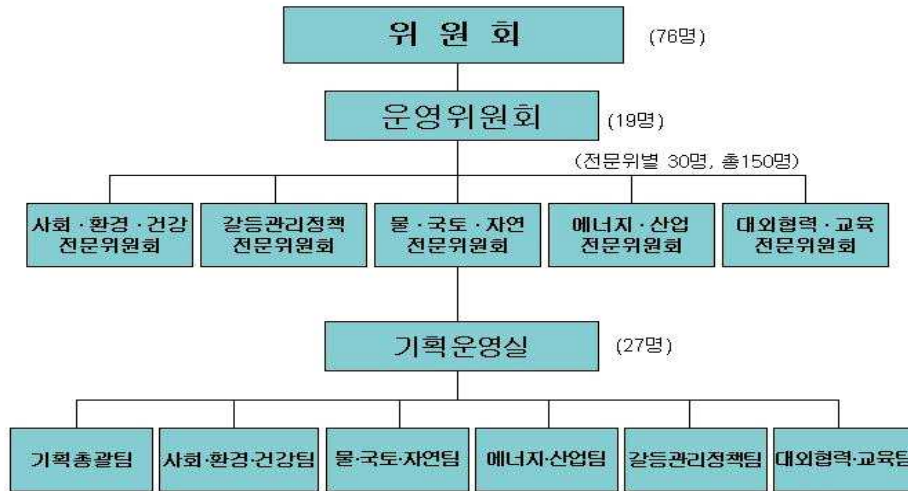 위 원 회
(76명)
운영위원회
(19명)
(전문위별 30명, 총150명)
사회·환경·건강
전문위원회
갈등관리정책
전문위원회
물·국토·자연
전문위원회
에너지·산업
전문위원회
대외협력·교육
전문위원회
기획운영실
(27명)
기획총괄팀
사회·환경·건강팀
물·국토·자연팀
에너지·산업팀
갈등관리정책팀
대외협력·교육팀